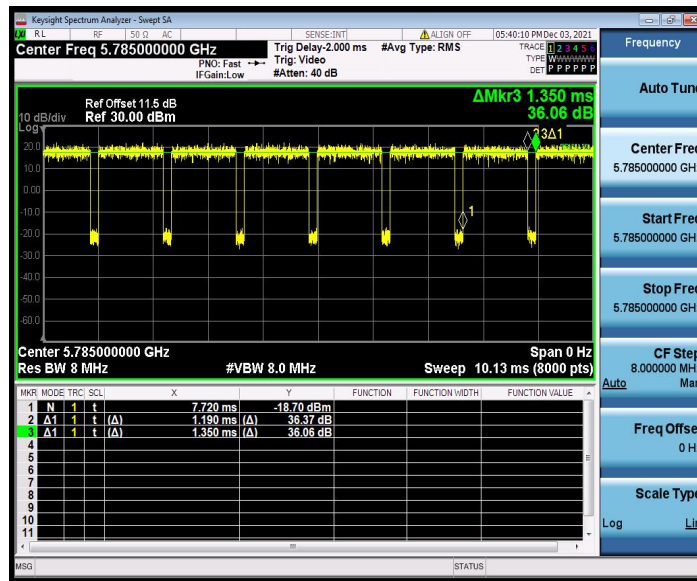 Keysight Spectrum Analyzer - Swept SA
LXI RL RF 50 Ω AC SENSE:INT ALIGN OFF 05:40:10 PM Dec 03, 2021
Center Freq 5.785000000 GHz
PNO: Fast
IFGain:Low
Trig Delay-2.000 ms
Trig: Video
#Atten: 40 dB
#Avg Type: RMS
TRACE 1 2 3 4 5 6
TYPE WWWWWW
DET P P P P P P
10 dB/div
Log
Ref Offset 11.5 dB
Ref 30.00 dBm
ΔMkr3 1.350 ms
36.06 dB
20.0
10.0
0.00
-10.0
-20.0
-30.0
-40.0
-50.0
-60.0
3Δ1
1
Center 5.785000000 GHz
Span 0 Hz
Res BW 8 MHz
#VBW 8.0 MHz
Sweep 10.13 ms (8000 pts)
MKR MODE TRC SCL X Y FUNCTION FUNCTION WIDTH FUNCTION VALUE
1 N 1 t 7.720 ms -18.70 dBm
2 Δ1 1 t (Δ) 1.190 ms (Δ) 36.37 dB
3 Δ1 1 t (Δ) 1.350 ms (Δ) 36.06 dB
4
5
6
7
8
9
10
11
MSG
STATUS
Frequency
Auto Tune
Center Freq
5.785000000 GH
Start Freq
5.785000000 GH
Stop Freq
5.785000000 GH
CF Step
8.000000 MH
Auto Man
Freq Offse
0 H
Scale Type
Log Lin